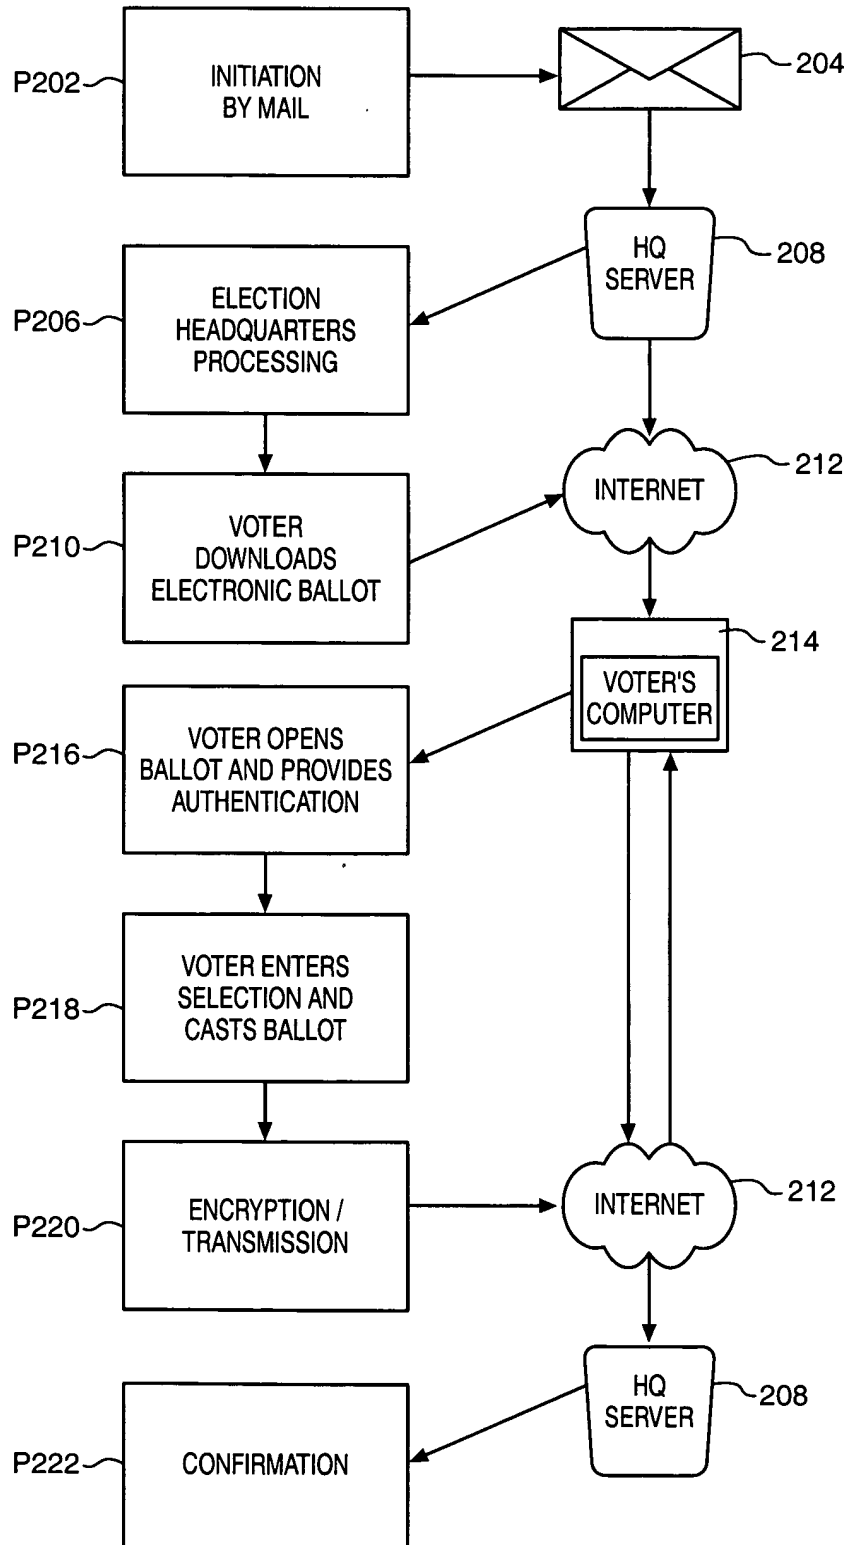 P202
INITIATION
BY MAIL
204
HQ
SERVER
208
P206
ELECTION
HEADQUARTERS
PROCESSING
INTERNET
212
P210
VOTER
DOWNLOADS
ELECTRONIC BALLOT
214
VOTER'S
COMPUTER
P216
VOTER OPENS
BALLOT AND PROVIDES
AUTHENTICATION
P218
VOTER ENTERS
SELECTION AND
CASTS BALLOT
P220
ENCRYPTION /
TRANSMISSION
INTERNET
212
HQ
SERVER
208
P222
CONFIRMATION